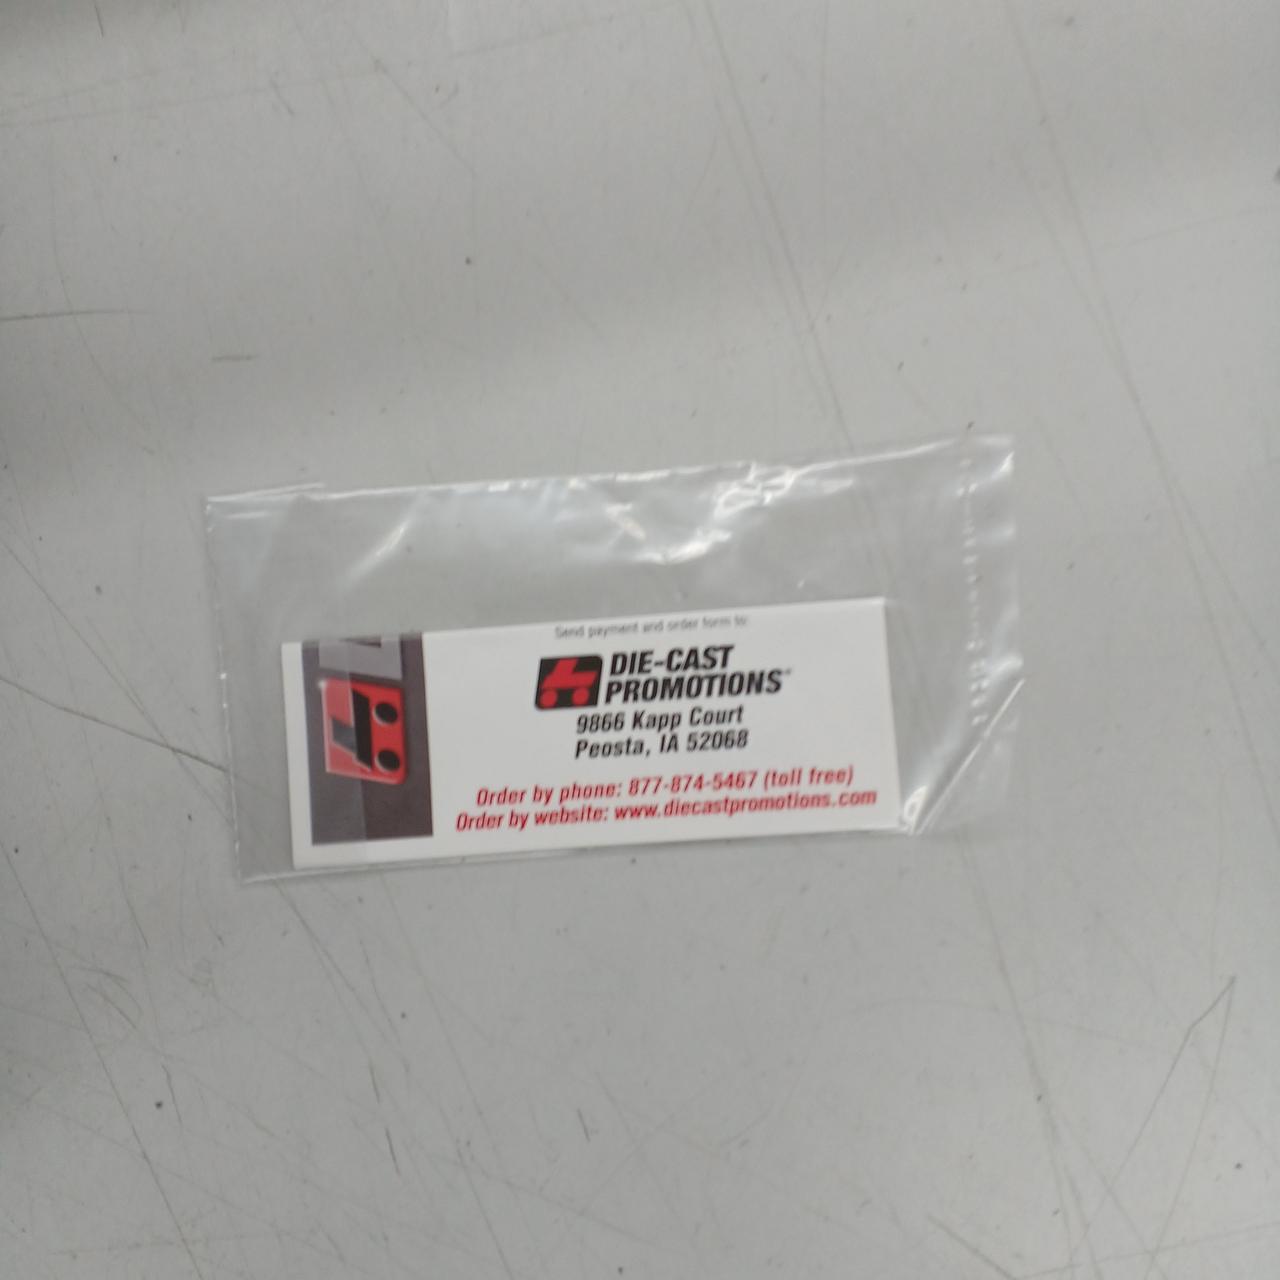 Send payment and order form to:
DIE-CAST
PROMOTIONS™
9866 Kapp Court
Peosta, IA 52068
Order by phone: 877-874-5467 (toll free)
Order by website: www.diecastpromotions.com